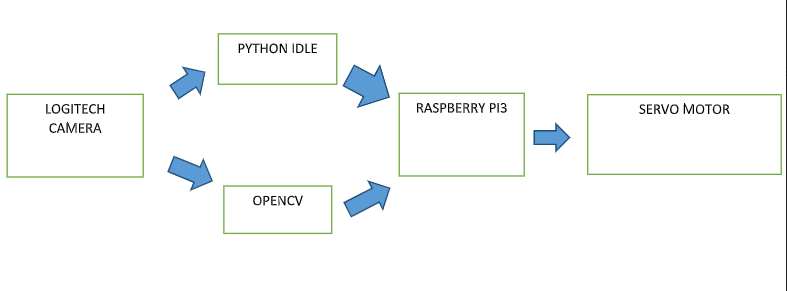 PYTHON IDLE
LOGITECH
CAMERA
RASPBERRY PI3
SERVO MOTOR
OPENCV